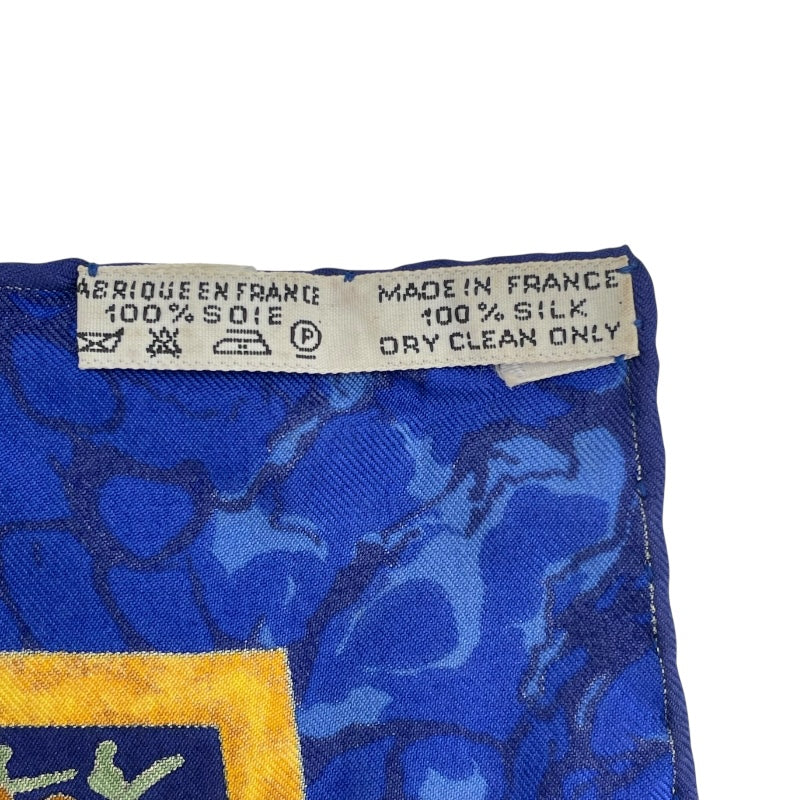 ABRIQUE EN FRANCE
100% SOIE
P
MADE IN FRANCE
100% SILK
DRY CLEAN ONLY